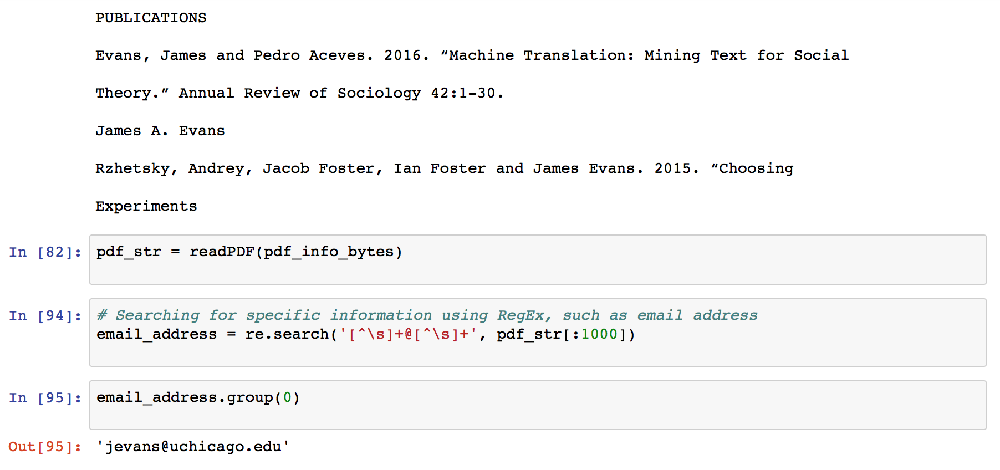 PUBLICATIONS
Evans, James and Pedro Aceves. 2016. “Machine Translation: Mining Text for Social
Theory.” Annual Review of Sociology 42:1-30.
James A. Evans
Rzhetsky, Andrey, Jacob Foster, Ian Foster and James Evans. 2015. “Choosing
Experiments
In [82]: pdf_str = readPDF(pdf_info_bytes)
In [94]: # Searching for specific information using RegEx, such as email address
email_address = re.search('[^\s]+@[^\s]+', pdf_str[:1000])
In [95]: email_address.group(0)
Out[95]: 'jevans@uchicago.edu'